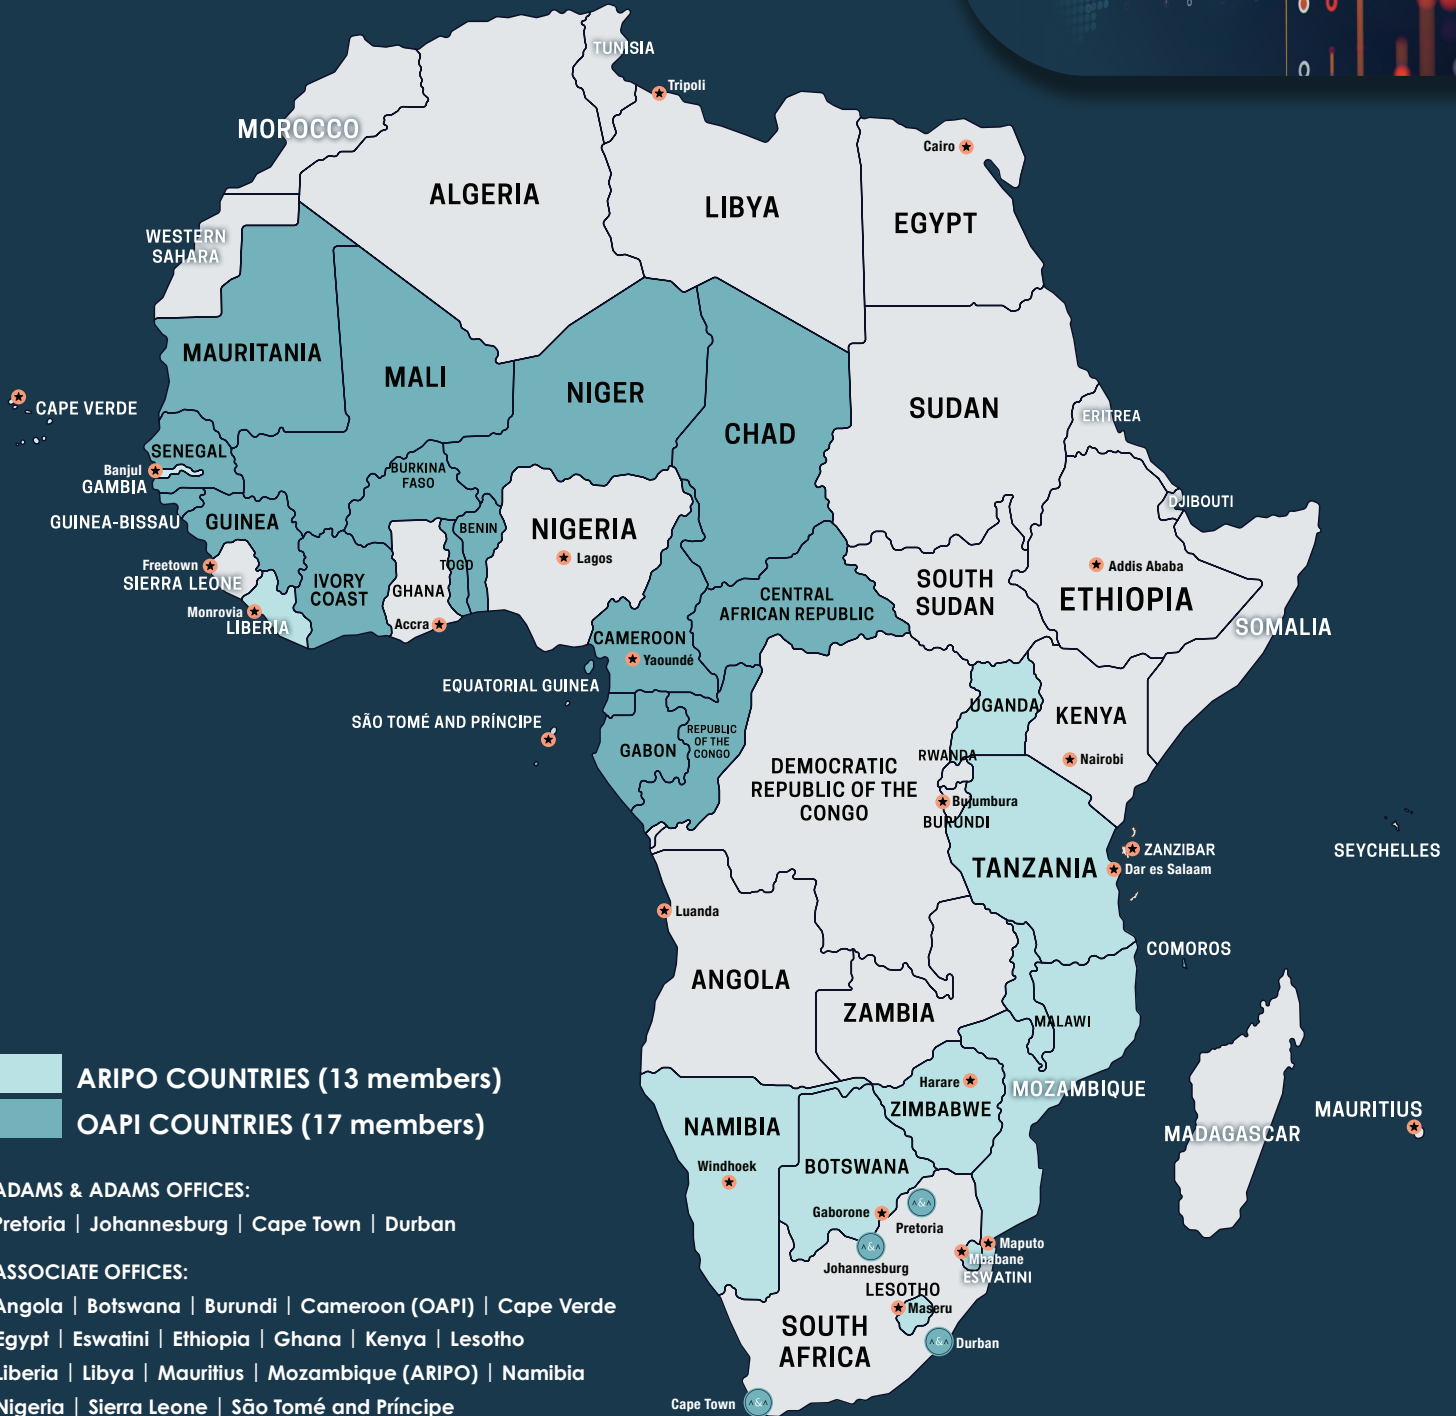 TUNISIA
Tripoli
MOROCCO
Cairo
ALGERIA
LIBYA
EGYPT
WESTERN
SAHARA
MAURITANIA
MALI
NIGER
CAPE VERDE
SUDAN
ERITREA
CHAD
SENEGAL
Banjul
GAMBIA
BURKINA
FASO
DJIBOUTI
GUINEA-BISSAU
GUINEA
BENIN
NIGERIA
Lagos
Freetown
SIERRA LEONE
TOGO
IVORY
COAST
GHANA
SOUTH
SUDAN
Addis Ababa
ETHIOPIA
CENTRAL
AFRICAN REPUBLIC
Monrovia
LIBERIA
Accra
SOMALIA
CAMEROON
Yaoundé
EQUATORIAL GUINEA
UGANDA
KENYA
SÃO TOMÉ AND PRÍNCIPE
GABON
REPUBLIC
OF THE
CONGO
RWANDA
Nairobi
DEMOCRATIC
REPUBLIC OF THE
CONGO
Bujumbura
BURUNDI
ZANZIBAR
SEYCHELLES
TANZANIA
Dar es Salaam
Luanda
COMOROS
ANGOLA
ZAMBIA
MALAWI
Harare
MOZAMBIQUE
ZIMBABWE
MAURITIUS
MADAGASCAR
NAMIBIA
Windhoek
BOTSWANA
Gaborone
A&A
Pretoria
A&A
Johannesburg
Maputo
Mbabane
ESWATINI
LESOTHO
Maseru
SOUTH
AFRICA
A&A
Durban
Cape Town
A&A
ARIPO COUNTRIES (13 members)
OAPI COUNTRIES (17 members)
ADAMS & ADAMS OFFICES:
Pretoria | Johannesburg | Cape Town | Durban
ASSOCIATE OFFICES:
Angola | Botswana | Burundi | Cameroon (OAPI) | Cape Verde
Egypt | Eswatini | Ethiopia | Ghana | Kenya | Lesotho
Liberia | Libya | Mauritius | Mozambique (ARIPO) | Namibia
Nigeria | Sierra Leone | São Tomé and Príncipe